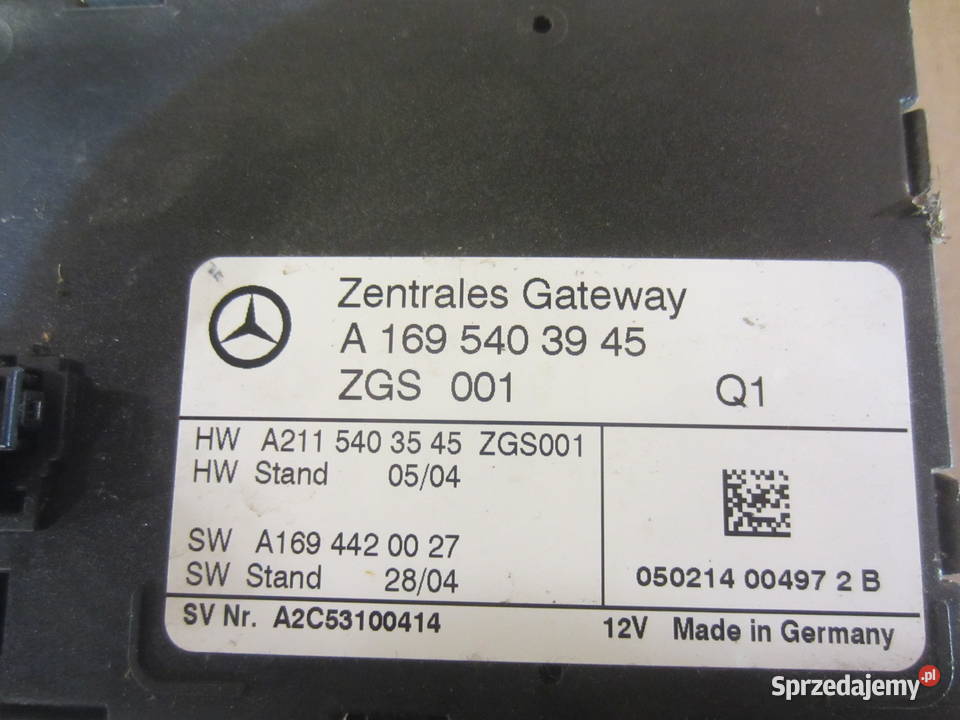 Zentrales Gateway
A 169 540 39 45
ZGS 001 Q1
HW A211 540 35 45 ZGS001
HW Stand 05/04
SW A169 442 00 27
SW Stand 28/04
050214 00497 2 B
SV Nr. A2C53100414
12V Made in Germany
Sprzedajemy.pl